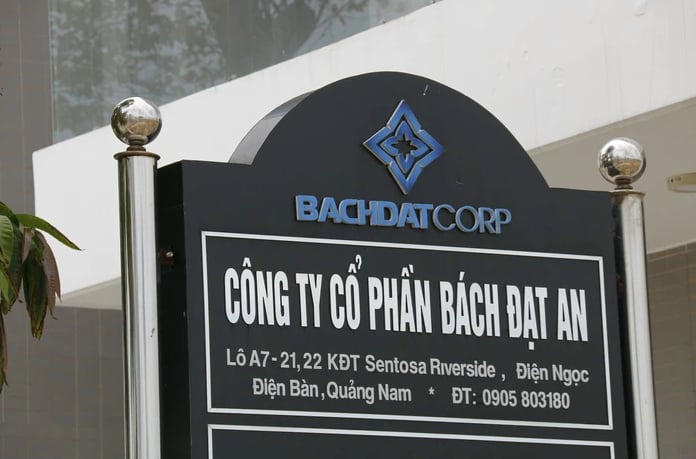 BACHDATCORP
CÔNG TY CỔ PHẦN BÁCH ĐẠT AN
Lô A7 - 21, 22 KĐT Sentosa Riverside , Điện Ngọc
Điện Bàn, Quảng Nam * ĐT: 0905 803180